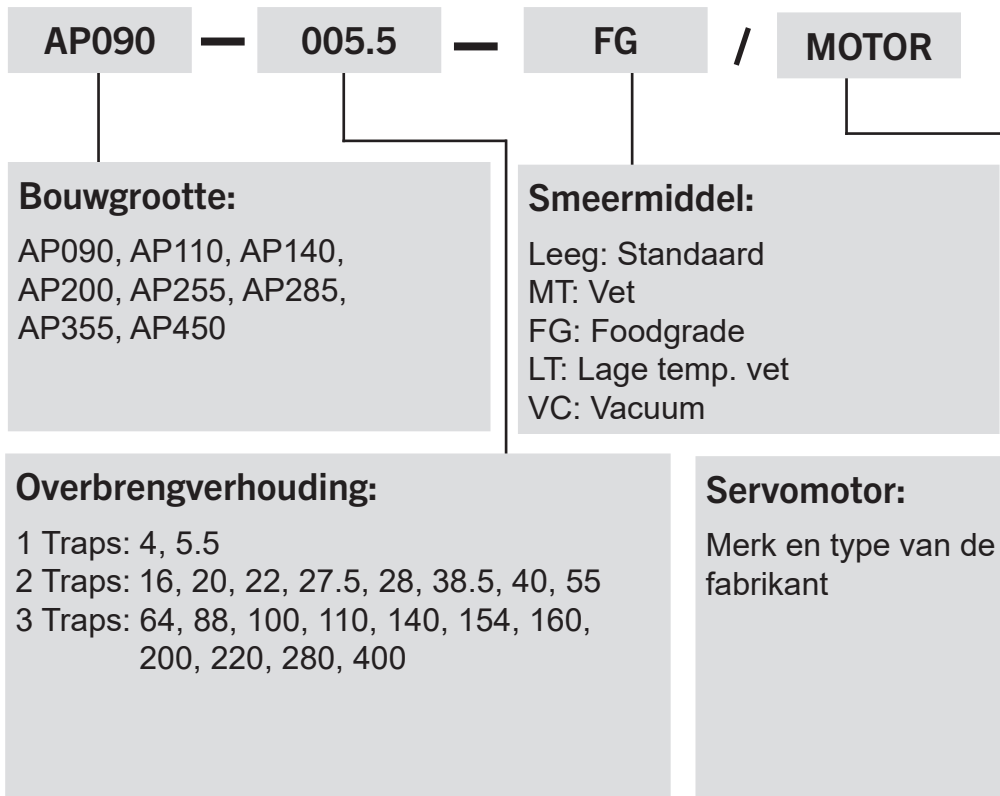 AP090 — 005.5 — FG / MOTOR
Bouwgrootte:
AP090, AP110, AP140,
AP200, AP255, AP285,
AP355, AP450
Smeermiddel:
Leeg: Standaard
MT: Vet
FG: Foodgrade
LT: Lage temp. vet
VC: Vacuum
Overbrengverhouding:
1 Traps: 4, 5.5
2 Traps: 16, 20, 22, 27.5, 28, 38.5, 40, 55
3 Traps: 64, 88, 100, 110, 140, 154, 160,
200, 220, 280, 400
Servomotor:
Merk en type van de
fabrikant